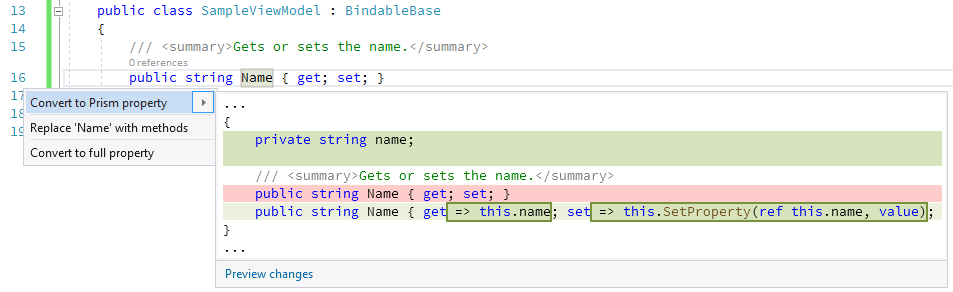 13 public class SampleViewModel : BindableBase
14 {
15 /// <summary>Gets or sets the name.</summary>
0 references
16 public string Name { get; set; }
17
18
19
Convert to Prism property
Replace 'Name' with methods
Convert to full property
...
{
private string name;
/// <summary>Gets or sets the name.</summary>
public string Name { get; set; }
public string Name { get => this.name; set => this.SetProperty(ref this.name, value);
}
...
Preview changes